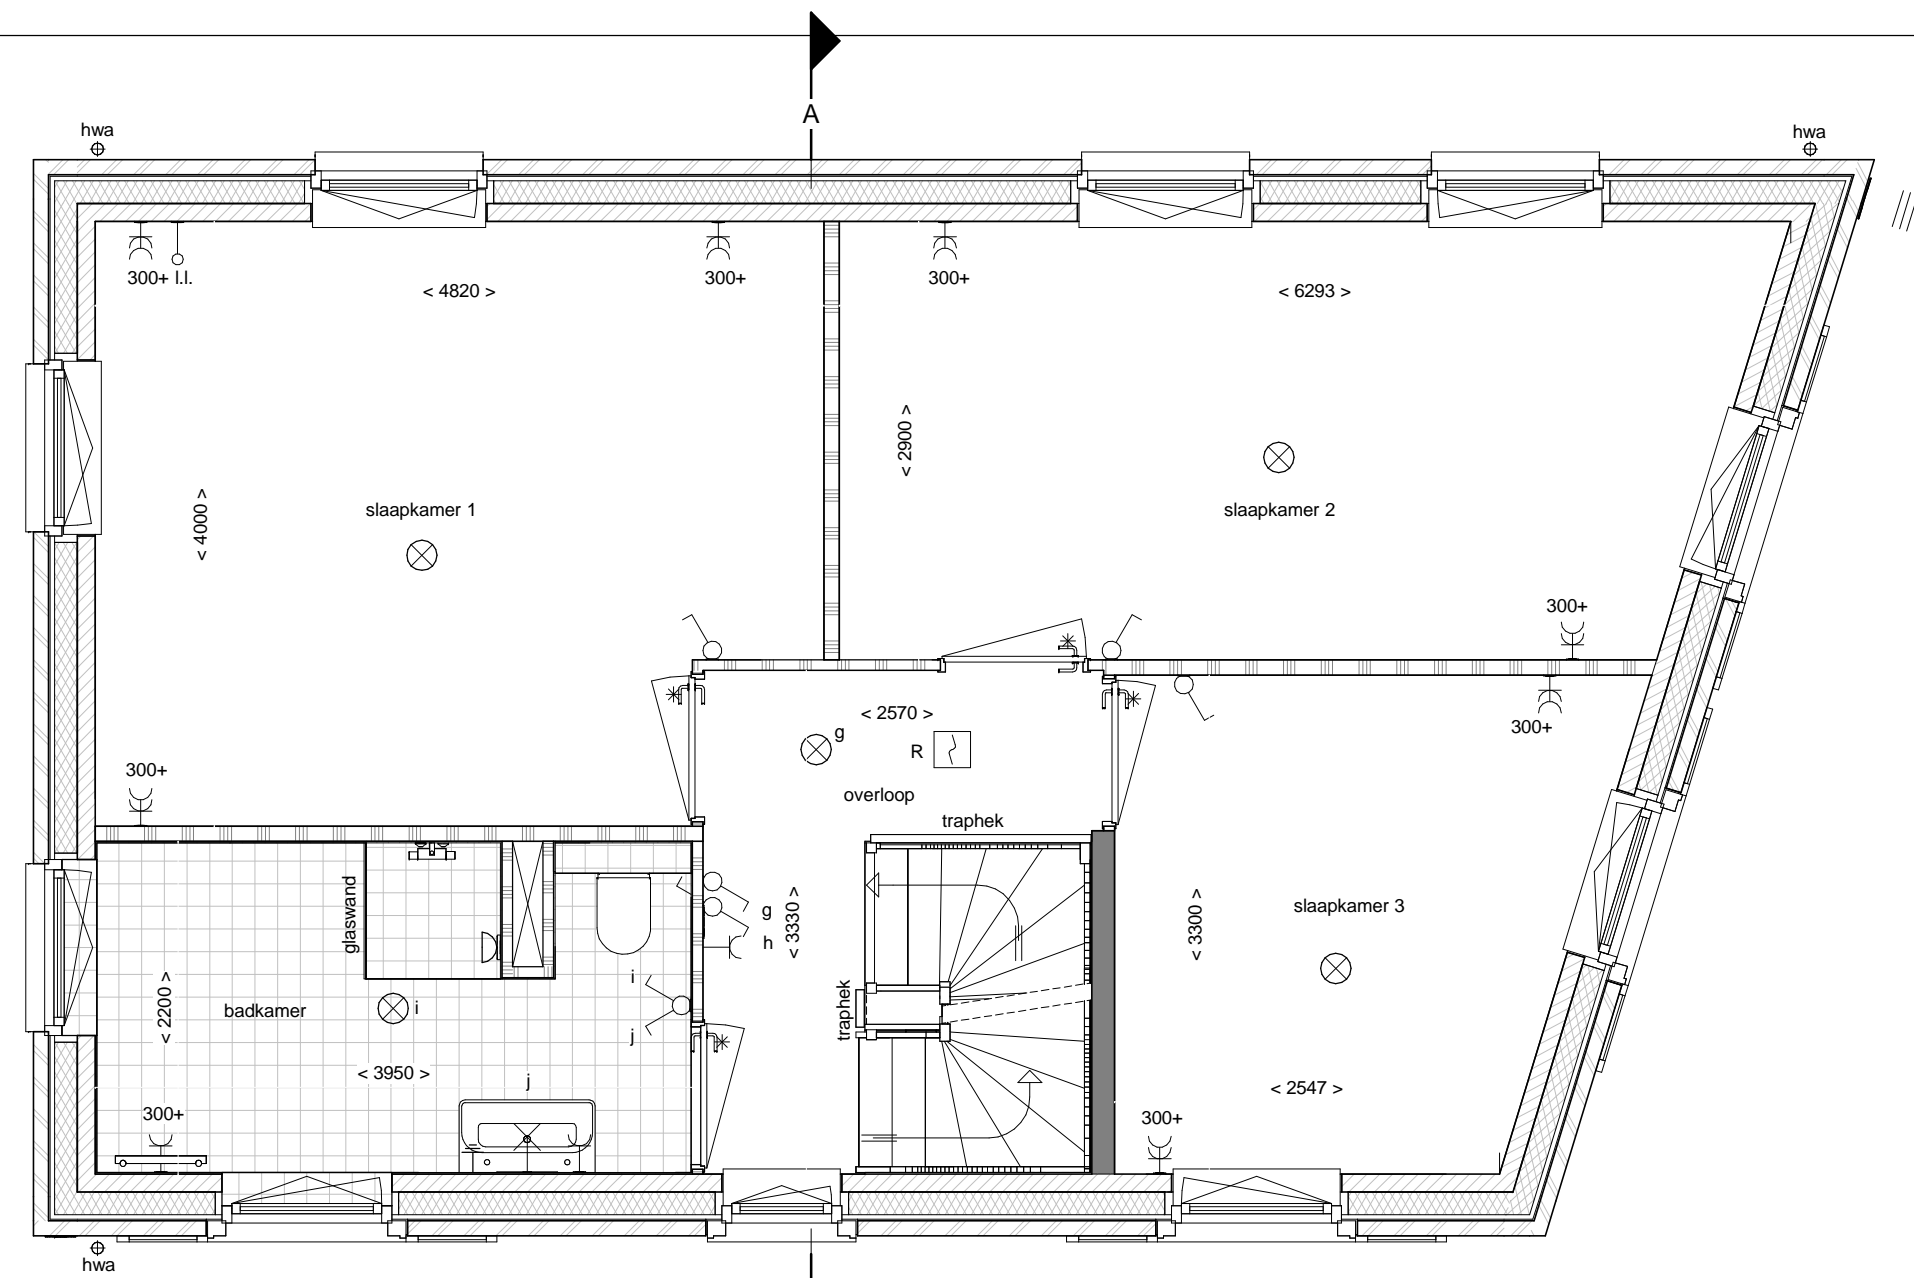 A
hwa
hwa
300+ l.l.
300+
300+
< 4820 >
< 6293 >
< 2900 >
< 4000 >
slaapkamer 1
slaapkamer 2
300+
< 2570 >
g
R
300+
300+
overloop
traphek
glaswand
g
h
< 3330 >
< 3300 >
slaapkamer 3
i
< 2200 >
badkamer
i
traphek
j
< 3950 >
j
< 2547 >
300+
300+
hwa